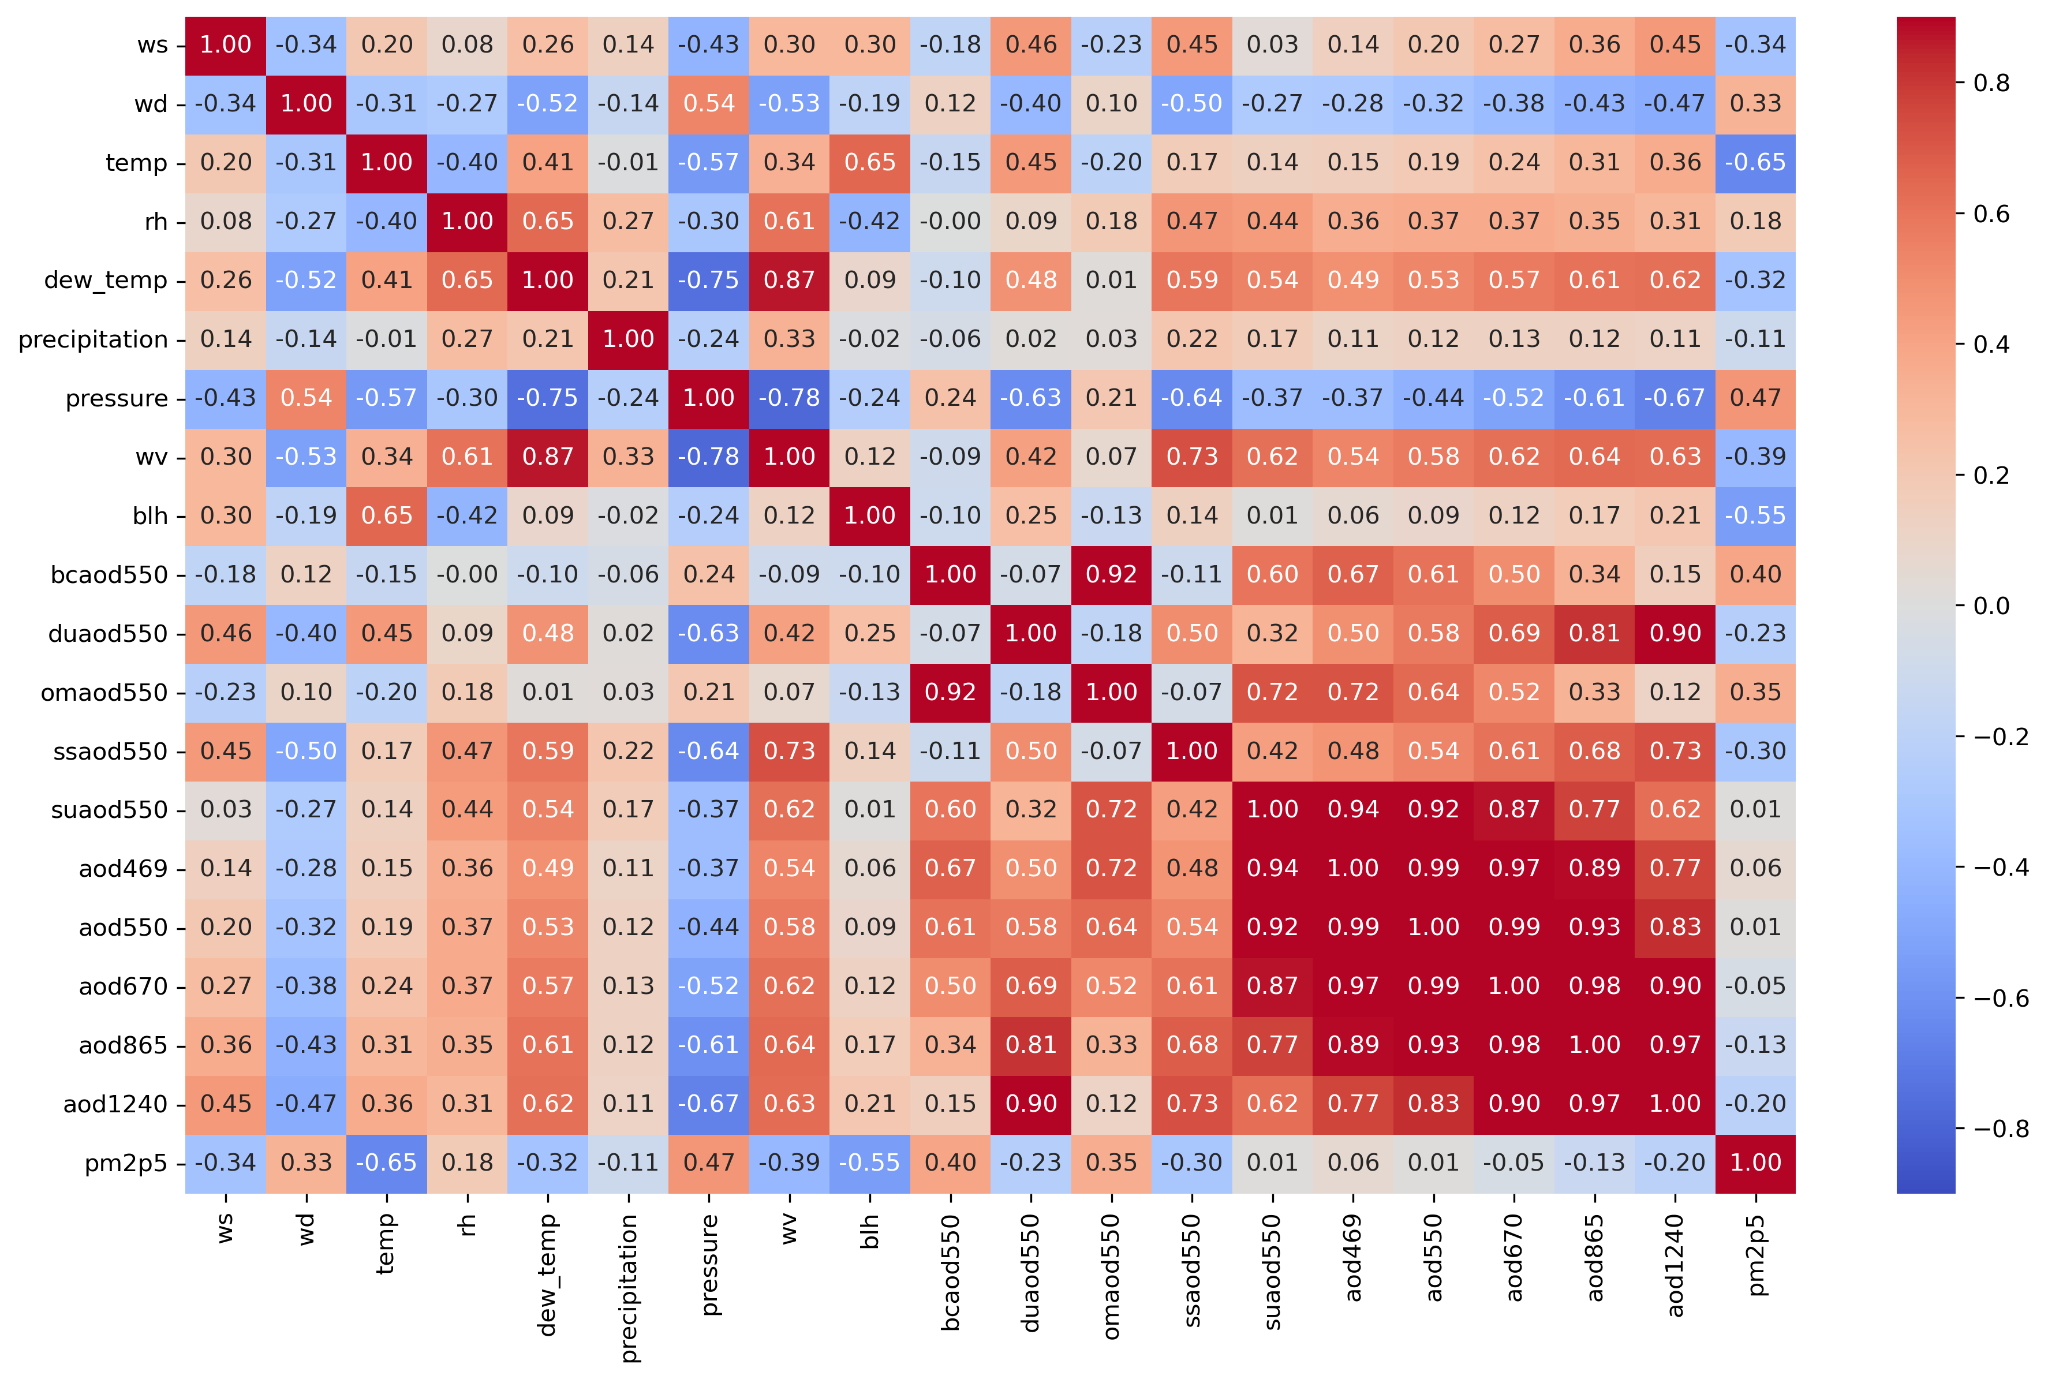 ws 1.00 -0.34 0.20 0.08 0.26 0.14 -0.43 0.30 0.30 -0.18 0.46 -0.23 0.45 0.03 0.14 0.20 0.27 0.36 0.45 -0.34
wd -0.34 1.00 -0.31 -0.27 -0.52 -0.14 0.54 -0.53 -0.19 0.12 -0.40 0.10 -0.50 -0.27 -0.28 -0.32 -0.38 -0.43 -0.47 0.33
temp 0.20 -0.31 1.00 -0.40 0.41 -0.01 -0.57 0.34 0.65 -0.15 0.45 -0.20 0.17 0.14 0.15 0.19 0.24 0.31 0.36 -0.65
rh 0.08 -0.27 -0.40 1.00 0.65 0.27 -0.30 0.61 -0.42 -0.00 0.09 0.18 0.47 0.44 0.36 0.37 0.37 0.35 0.31 0.18
dew_temp 0.26 -0.52 0.41 0.65 1.00 0.21 -0.75 0.87 0.09 -0.10 0.48 0.01 0.59 0.54 0.49 0.53 0.57 0.61 0.62 -0.32
precipitation 0.14 -0.14 -0.01 0.27 0.21 1.00 -0.24 0.33 -0.02 -0.06 0.02 0.03 0.22 0.17 0.11 0.12 0.13 0.12 0.11 -0.11
pressure -0.43 0.54 -0.57 -0.30 -0.75 -0.24 1.00 -0.78 -0.24 0.24 -0.63 0.21 -0.64 -0.37 -0.37 -0.44 -0.52 -0.61 -0.67 0.47
wv 0.30 -0.53 0.34 0.61 0.87 0.33 -0.78 1.00 0.12 -0.09 0.42 0.07 0.73 0.62 0.54 0.58 0.62 0.64 0.63 -0.39
blh 0.30 -0.19 0.65 -0.42 0.09 -0.02 -0.24 0.12 1.00 -0.10 0.25 -0.13 0.14 0.01 0.06 0.09 0.12 0.17 0.21 -0.55
bcaod550 -0.18 0.12 -0.15 -0.00 -0.10 -0.06 0.24 -0.09 -0.10 1.00 -0.07 0.92 -0.11 0.60 0.67 0.61 0.50 0.34 0.15 0.40
duaod550 0.46 -0.40 0.45 0.09 0.48 0.02 -0.63 0.42 0.25 -0.07 1.00 -0.18 0.50 0.32 0.50 0.58 0.69 0.81 0.90 -0.23
omaod550 -0.23 0.10 -0.20 0.18 0.01 0.03 0.21 0.07 -0.13 0.92 -0.18 1.00 -0.07 0.72 0.72 0.64 0.52 0.33 0.12 0.35
ssaod550 0.45 -0.50 0.17 0.47 0.59 0.22 -0.64 0.73 0.14 -0.11 0.50 -0.07 1.00 0.42 0.48 0.54 0.61 0.68 0.73 -0.30
suaod550 0.03 -0.27 0.14 0.44 0.54 0.17 -0.37 0.62 0.01 0.60 0.32 0.72 0.42 1.00 0.94 0.92 0.87 0.77 0.62 0.01
aod469 0.14 -0.28 0.15 0.36 0.49 0.11 -0.37 0.54 0.06 0.67 0.50 0.72 0.48 0.94 1.00 0.99 0.97 0.89 0.77 0.06
aod550 0.20 -0.32 0.19 0.37 0.53 0.12 -0.44 0.58 0.09 0.61 0.58 0.64 0.54 0.92 0.99 1.00 0.99 0.93 0.83 0.01
aod670 0.27 -0.38 0.24 0.37 0.57 0.13 -0.52 0.62 0.12 0.50 0.69 0.52 0.61 0.87 0.97 0.99 1.00 0.98 0.90 -0.05
aod865 0.36 -0.43 0.31 0.35 0.61 0.12 -0.61 0.64 0.17 0.34 0.81 0.33 0.68 0.77 0.89 0.93 0.98 1.00 0.97 -0.13
aod1240 0.45 -0.47 0.36 0.31 0.62 0.11 -0.67 0.63 0.21 0.15 0.90 0.12 0.73 0.62 0.77 0.83 0.90 0.97 1.00 -0.20
pm2p5 -0.34 0.33 -0.65 0.18 -0.32 -0.11 0.47 -0.39 -0.55 0.40 -0.23 0.35 -0.30 0.01 0.06 0.01 -0.05 -0.13 -0.20 1.00
ws
wd
temp
rh
dew_temp
precipitation
pressure
wv
blh
bcaod550
duaod550
omaod550
ssaod550
suaod550
aod469
aod550
aod670
aod865
aod1240
pm2p5
0.8
0.6
0.4
0.2
0.0
−0.2
−0.4
−0.6
−0.8